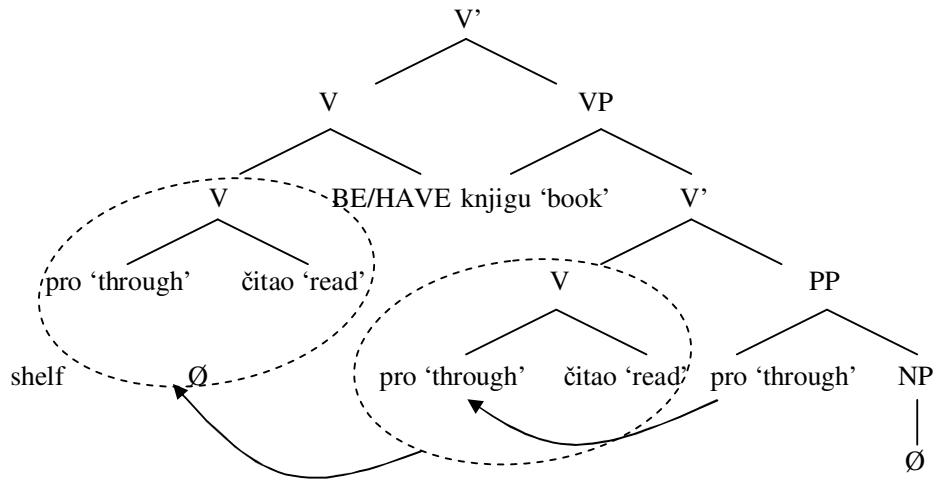 V’
V VP
V BE/HAVE knjigu ‘book’ V’
pro ‘through’ čitao ‘read’ V PP
shelf Ø pro ‘through’ čitao ‘read’ pro ‘through’ NP
Ø